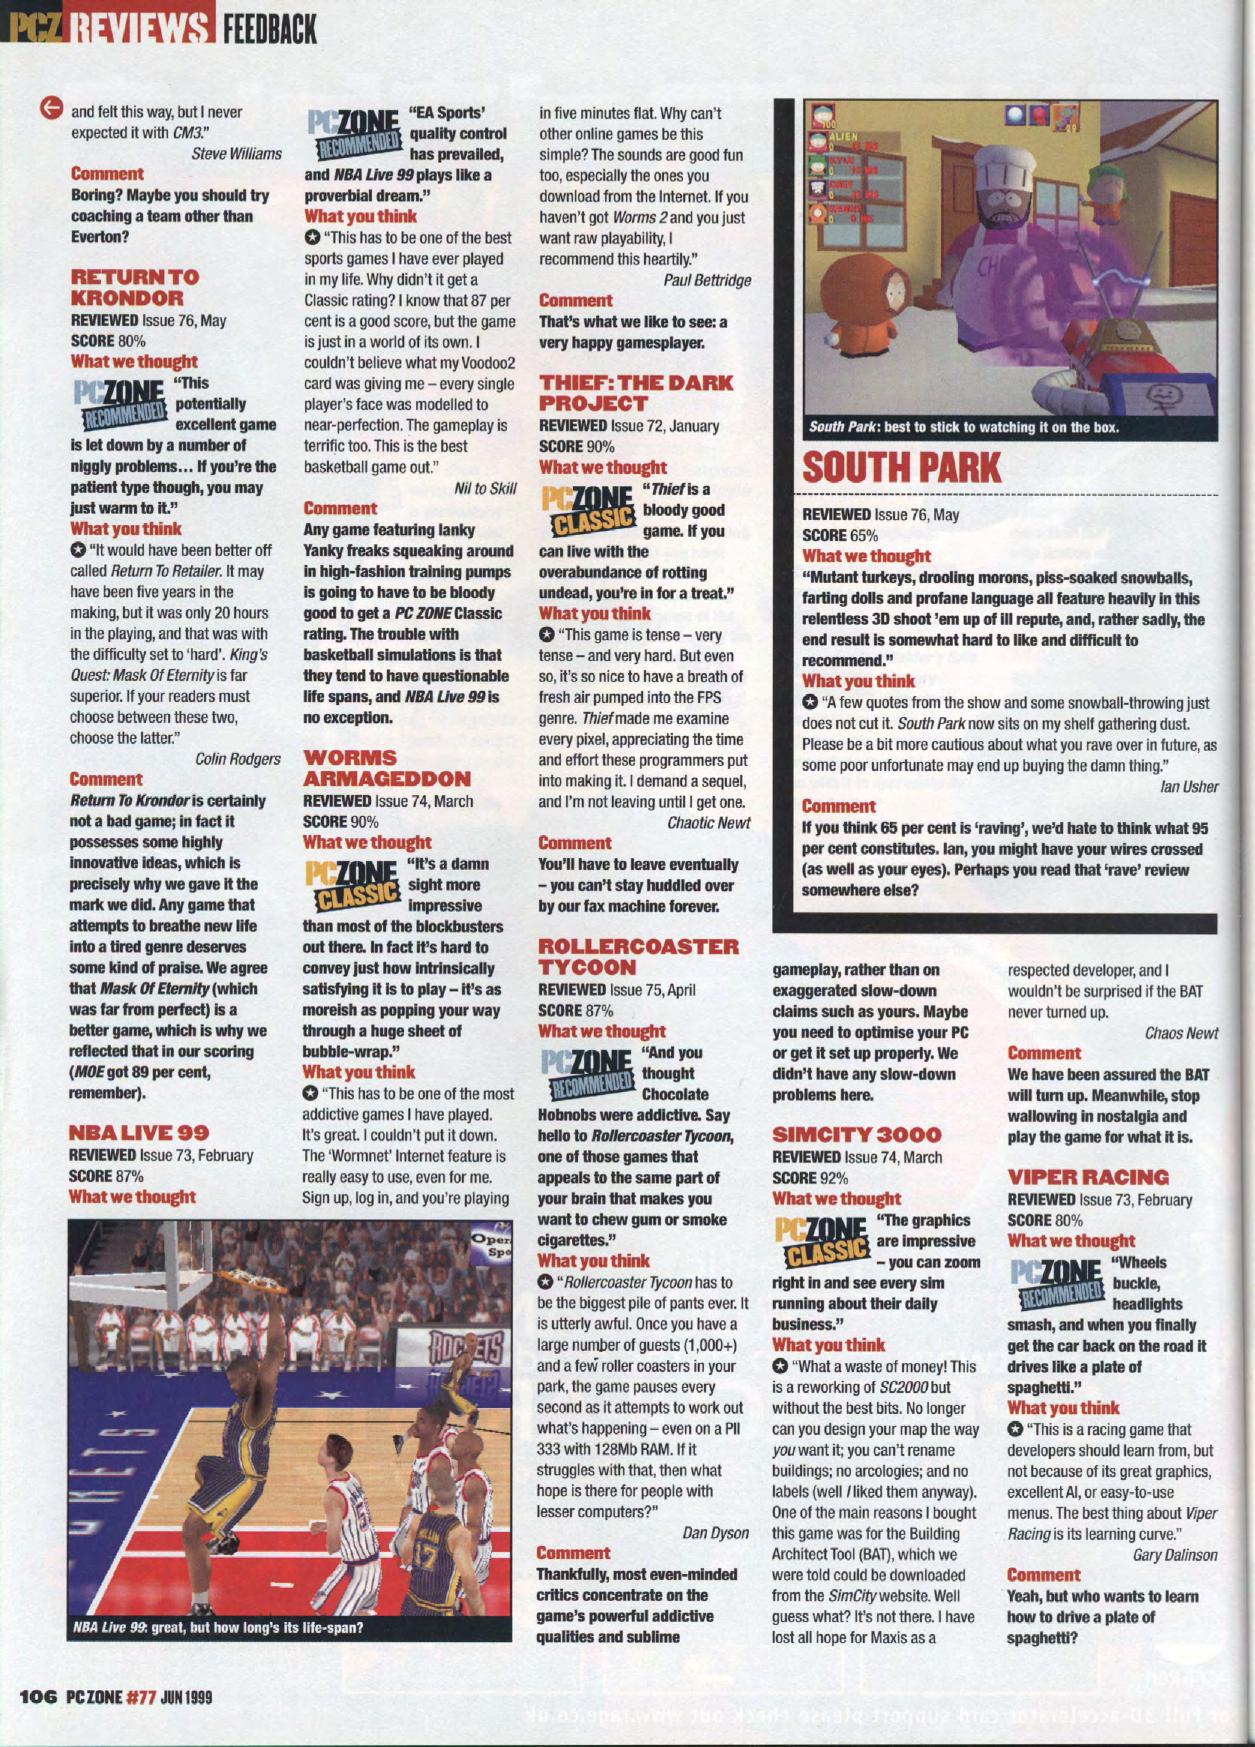 PCZ REVIEWS FEEDBACK
and felt this way, but I never
expected it with CM3."
Steve Williams
Comment
Boring? Maybe you should try
coaching a team other than
Everton?
RETURN TO
KRONDOR
REVIEWED Issue 76, May
SCORE 80%
What we thought
PCZONE
RECOMMENDED
"This
potentially
excellent game
is let down by a number of
niggly problems... If you're the
patient type though, you may
just warm to it."
What you think
"It would have been better off
called Return To Retailer. It may
have been five years in the
making, but it was only 20 hours
in the playing, and that was with
the difficulty set to 'hard'. King's
Quest: Mask Of Eternity is far
superior. If your readers must
choose between these two,
choose the latter."
Colin Rodgers
Comment
Return To Krondor is certainly
not a bad game; in fact it
possesses some highly
innovative ideas, which is
precisely why we gave it the
mark we did. Any game that
attempts to breathe new life
into a tired genre deserves
some kind of praise. We agree
that Mask Of Eternity (which
was far from perfect) is a
better game, which is why we
reflected that in our scoring
(MOE got 89 per cent,
remember).
NBA LIVE 99
REVIEWED Issue 73, February
SCORE 87%
What we thought
PCZONE
RECOMMENDED
"EA Sports'
quality control
has prevailed,
and NBA Live 99 plays like a
proverbial dream."
What you think
"This has to be one of the best
sports games I have ever played
in my life. Why didn't it get a
Classic rating? I know that 87 per
cent is a good score, but the game
is just in a world of its own. I
couldn't believe what my Voodoo2
card was giving me – every single
player's face was modelled to
near-perfection. The gameplay is
terrific too. This is the best
basketball game out."
Nil to Skill
Comment
Any game featuring lanky
Yanky freaks squeaking around
in high-fashion training pumps
is going to have to be bloody
good to get a PC ZONE Classic
rating. The trouble with
basketball simulations is that
they tend to have questionable
life spans, and NBA Live 99 is
no exception.
WORMS
ARMAGEDDON
REVIEWED Issue 74, March
SCORE 90%
What we thought
PCZONE
CLASSIC
"It's a damn
sight more
impressive
than most of the blockbusters
out there. In fact it's hard to
convey just how intrinsically
satisfying it is to play – it's as
moreish as popping your way
through a huge sheet of
bubble-wrap."
What you think
"This has to be one of the most
addictive games I have played.
It's great. I couldn't put it down.
The 'Wormnet' Internet feature is
really easy to use, even for me.
Sign up, log in, and you're playing
Oper
Spo
ROCKETS
CKETS
17
NBA Live 99: great, but how long's its life-span?
in five minutes flat. Why can't
other online games be this
simple? The sounds are good fun
too, especially the ones you
download from the Internet. If you
haven't got Worms 2 and you just
want raw playability, I
recommend this heartily."
Paul Bettridge
Comment
That's what we like to see: a
very happy gamesplayer.
THIEF: THE DARK
PROJECT
REVIEWED Issue 72, January
SCORE 90%
What we thought
PCZONE
CLASSIC
"Thief is a
bloody good
game. If you
can live with the
overabundance of rotting
undead, you're in for a treat."
What you think
"This game is tense – very
tense – and very hard. But even
so, it's so nice to have a breath of
fresh air pumped into the FPS
genre. Thief made me examine
every pixel, appreciating the time
and effort these programmers put
into making it. I demand a sequel,
and I'm not leaving until I get one.
Chaotic Newt
Comment
You'll have to leave eventually
– you can't stay huddled over
by our fax machine forever.
ROLLERCOASTER
TYCOON
REVIEWED Issue 75, April
SCORE 87%
What we thought
PCZONE
RECOMMENDED
"And you
thought
Chocolate
Hobnobs were addictive. Say
hello to Rollercoaster Tycoon,
one of those games that
appeals to the same part of
your brain that makes you
want to chew gum or smoke
cigarettes."
What you think
"Rollercoaster Tycoon has to
be the biggest pile of pants ever. It
is utterly awful. Once you have a
large number of guests (1,000+)
and a few roller coasters in your
park, the game pauses every
second as it attempts to work out
what's happening – even on a PII
333 with 128Mb RAM. If it
struggles with that, then what
hope is there for people with
lesser computers?"
Dan Dyson
Comment
Thankfully, most even-minded
critics concentrate on the
game's powerful addictive
qualities and sublime
100
ALIEN
CH
South Park: best to stick to watching it on the box.
SOUTH PARK
REVIEWED Issue 76, May
SCORE 65%
What we thought
"Mutant turkeys, drooling morons, piss-soaked snowballs,
farting dolls and profane language all feature heavily in this
relentless 3D shoot 'em up of ill repute, and, rather sadly, the
end result is somewhat hard to like and difficult to
recommend."
What you think
"A few quotes from the show and some snowball-throwing just
does not cut it. South Park now sits on my shelf gathering dust.
Please be a bit more cautious about what you rave over in future, as
some poor unfortunate may end up buying the damn thing."
Ian Usher
Comment
If you think 65 per cent is 'raving', we'd hate to think what 95
per cent constitutes. Ian, you might have your wires crossed
(as well as your eyes). Perhaps you read that 'rave' review
somewhere else?
gameplay, rather than on
exaggerated slow-down
claims such as yours. Maybe
you need to optimise your PC
or get it set up properly. We
didn't have any slow-down
problems here.
SIMCITY 3000
REVIEWED Issue 74, March
SCORE 92%
What we thought
PCZONE
CLASSIC
"The graphics
are impressive
– you can zoom
right in and see every sim
running about their daily
business."
What you think
"What a waste of money! This
is a reworking of SC2000 but
without the best bits. No longer
can you design your map the way
you want it; you can't rename
buildings; no arcologies; and no
labels (well I liked them anyway).
One of the main reasons I bought
this game was for the Building
Architect Tool (BAT), which we
were told could be downloaded
from the SimCity website. Well
guess what? It's not there. I have
lost all hope for Maxis as a
respected developer, and I
wouldn't be surprised if the BAT
never turned up.
Chaos Newt
Comment
We have been assured the BAT
will turn up. Meanwhile, stop
wallowing in nostalgia and
play the game for what it is.
VIPER RACING
REVIEWED Issue 73, February
SCORE 80%
What we thought
PCZONE
RECOMMENDED
"Wheels
buckle,
headlights
smash, and when you finally
get the car back on the road it
drives like a plate of
spaghetti."
What you think
"This is a racing game that
developers should learn from, but
not because of its great graphics,
excellent AI, or easy-to-use
menus. The best thing about Viper
Racing is its learning curve."
Gary Dalinson
Comment
Yeah, but who wants to learn
how to drive a plate of
spaghetti?
106 PC ZONE #77 JUN 1999